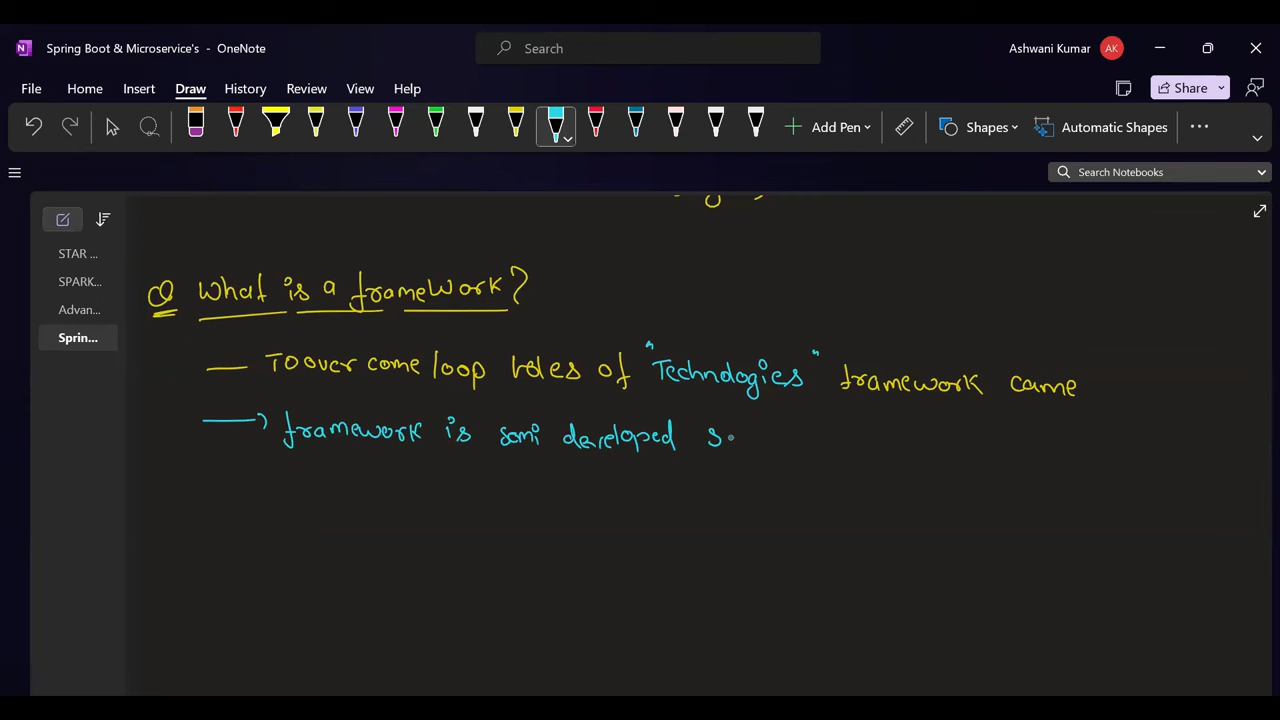 Spring Boot & Microservice's - OneNote
Search
Ashwani Kumar
AK
File Home Insert Draw History Review View Help
Share
Add Pen
Shapes
Automatic Shapes
Search Notebooks
STAR ...
SPARK...
Advan...
Sprin...
Q What is a framework?
— To over come loop holes of "Technologies" framework came
→ framework is semi developed s